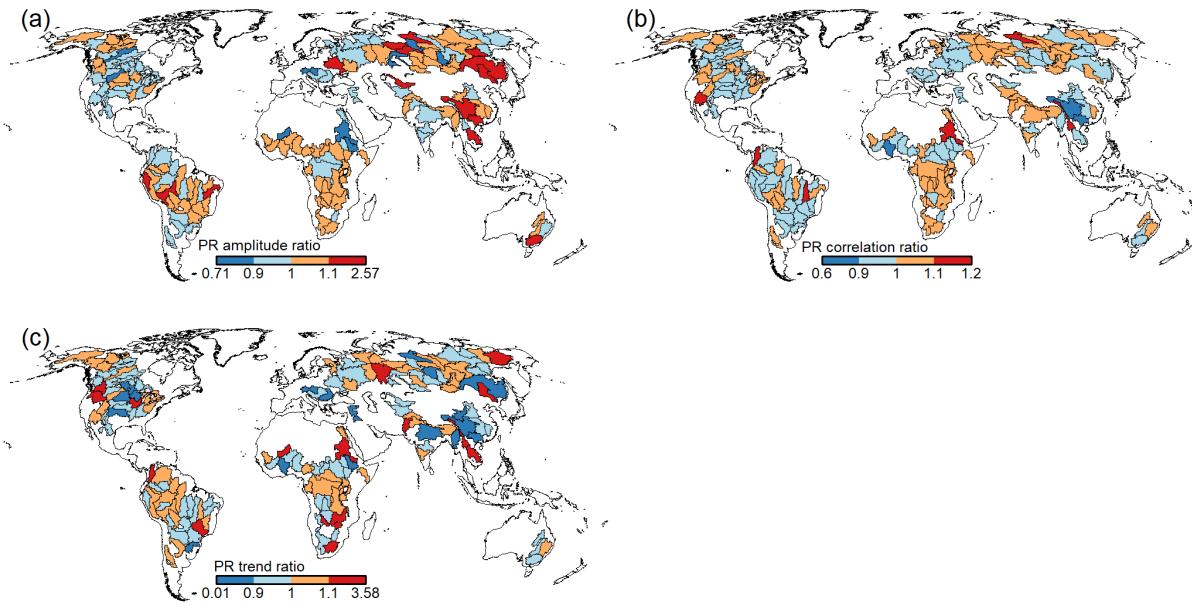 (a)
(b)
PR amplitude ratio
0.71 0.9 1 1.1 2.57
PR correlation ratio
0.6 0.9 1 1.1 1.2
(c)
PR trend ratio
0.01 0.9 1 1.1 3.58